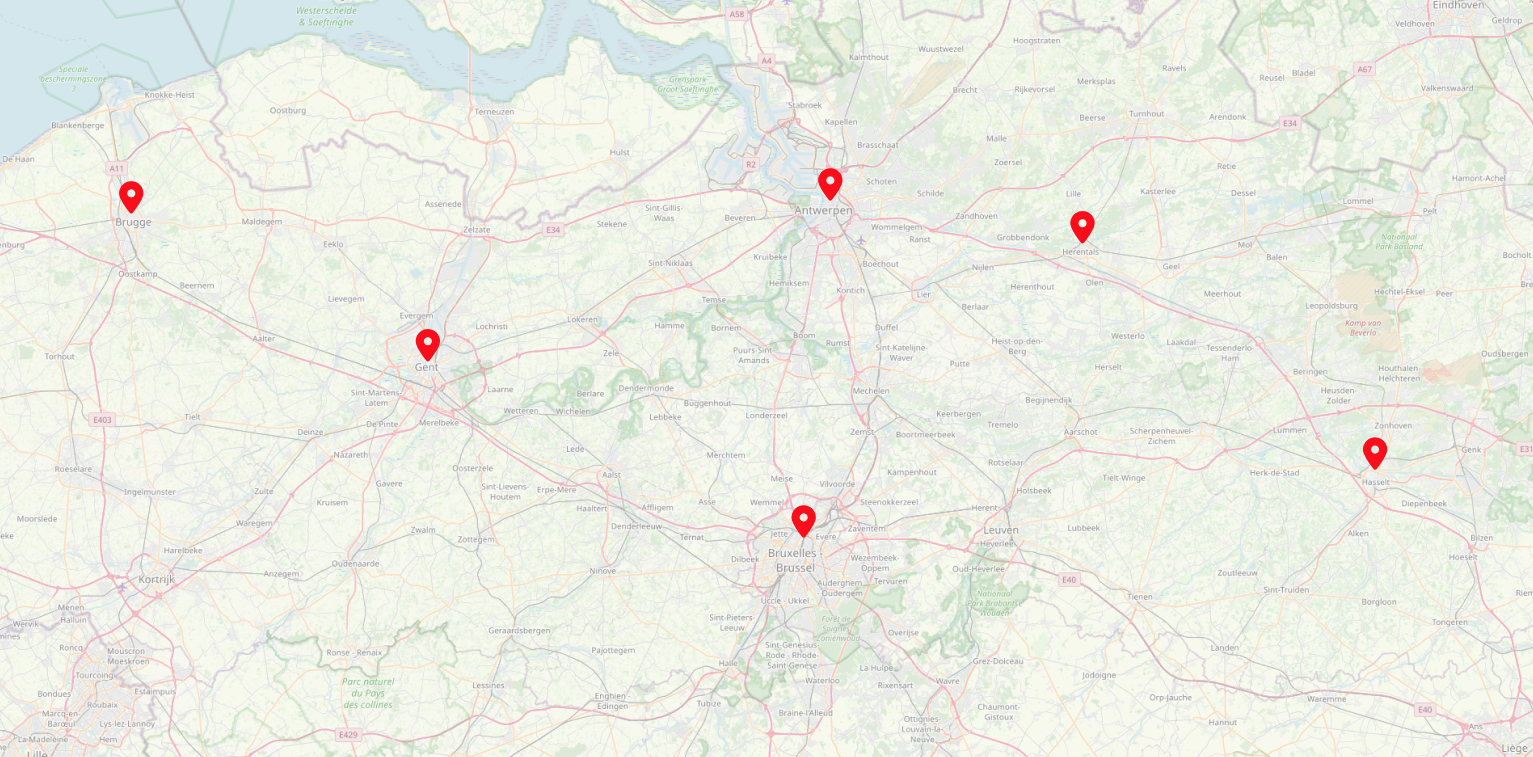 Westerschelde
& Saeftinghe
A58
Eindhoven
Veldhoven
Geldrop
Hoogstraten
Wuustwezel
Kalmthout
A4
A67
Speciale
beschermingszone
3
Grenspark
Groot Saeftinghe
Ravels
Reusel
Bladel
Merksplas
Rijkevorsel
Brecht
Valkenswaard
Knokke-Heist
Stabroek
Oostburg
Terneuzen
Turnhout
Beerse
Arendonk
Kapellen
E34
Blankenberge
Malle
Brasschaat
Hulst
De Haan
Zoersel
R2
Retie
A11
Schoten
Hamont-Achel
Schilde
Lille
Kasterlee
Dessel
Lommel
Assenede
Sint-Gillis-
Waas
Antwerpen
Pelt
Brugge
Maldegem
Beveren
Zandhoven
Stekene
Wommelgem
Zelzate
E34
Ranst
Grobbendonk
Nationaal
Park Bosland
Eeklo
Mol
Herentals
Balen
Kruibeke
Boechout
Sint-Niklaas
Nijlen
Geel
Oostkamp
Hemiksem
Olen
Beernem
Herenthout
Kontich
Lier
Meerhout
Hechtel-Eksel
Peer
Lievegem
Temse
Berlaar
Leopoldsburg
Evergem
Lochristi
Lokeren
Hamme
Bornem
Duffel
Kamp van
Beverlo
Aalter
Boom
Rumst
Heist-op-den-
Berg
Westerlo
Laakdal
Torhout
Zele
Puurs-Sint-
Amands
Sint-Katelijne-
Waver
Tessenderlo-
Ham
Oudsbergen
Gent
Putte
Herselt
Beringen
Houthalen-
Helchteren
Laarne
Dendermonde
Berlare
Mechelen
Heusden-
Zolder
Sint-Martens-
Latem
Buggenhout
Begijnendijk
Wetteren
Wichelen
Lebbeke
Londerzeel
Keerbergen
E403
Tielt
De Pinte
Merelbeke
Tremelo
Zonhoven
Deinze
Zemst
Boortmeerbeek
Aarschot
Scherpenheuvel-
Zichem
Lummen
Lede
Genk
Nazareth
Merchtem
Roeselare
Oosterzele
Rotselaar
Aalst
Kampenhout
Herk-de-Stad
Meise
Vilvoorde
Tielt-Winge
Hasselt
Gavere
Sint-Lievens-
Houtem
Erpe-Mere
Ingelmunster
Zulte
Holsbeek
Kruisem
Asse
Wemmel
Steenokkerzeel
Diepenbeek
Haaltert
Affligem
Herent
Moorslede
Waregem
Denderleeuw
Zwalm
Zaventem
Leuven
Lubbeek
Zottegem
Ternat
Jette
Evere
Alken
Bilzen
Harelbeke
Heverlee
Dilbeek
Bruxelles -
Brussel
Wezembeek
Oppem
Hoeselt
Oudenaarde
Oud-Heverlee
Ninove
Anzegem
Zoutleeuw
Kortrijk
E40
Auderghem
Oudergem
Tervuren
Sint-Truiden
Nationaal
Park Brabantse
Wouden
Tienen
Uccle
Ukkel
Borgloon
Menen
Halluin
Sint-Pieters-
Leeuw
Forêt de
Soignes
Zoniënwoud
Tongeren
Wervik
Geraardsbergen
Overijse
Roncq
Mouscron
Moeskroen
Ronse - Renaix
Pajottegem
Sint-Genesius-
Rode - Rhode-
Saint-Genèse
Landen
Halle
Grez-Doiceau
La Hulpe
Tourcoing
Jodoigne
Waterloo
Wavre
Rixensart
Parc naturel
du Pays
des collines
Lessines
Bondues
Estaimpuis
Enghien -
Edingen
Orp-Jauche
Waremme
Roubaix
Tubize
Chaumont-
Gistoux
E40
Marcq-en-
Barœul
Lys-lez-Lannoy
Braine-l'Alleud
Ottignies
Louvain-la-
Neuve
Hannut
Ans
La-Madeleine
Hem
E429
Liège
Lille